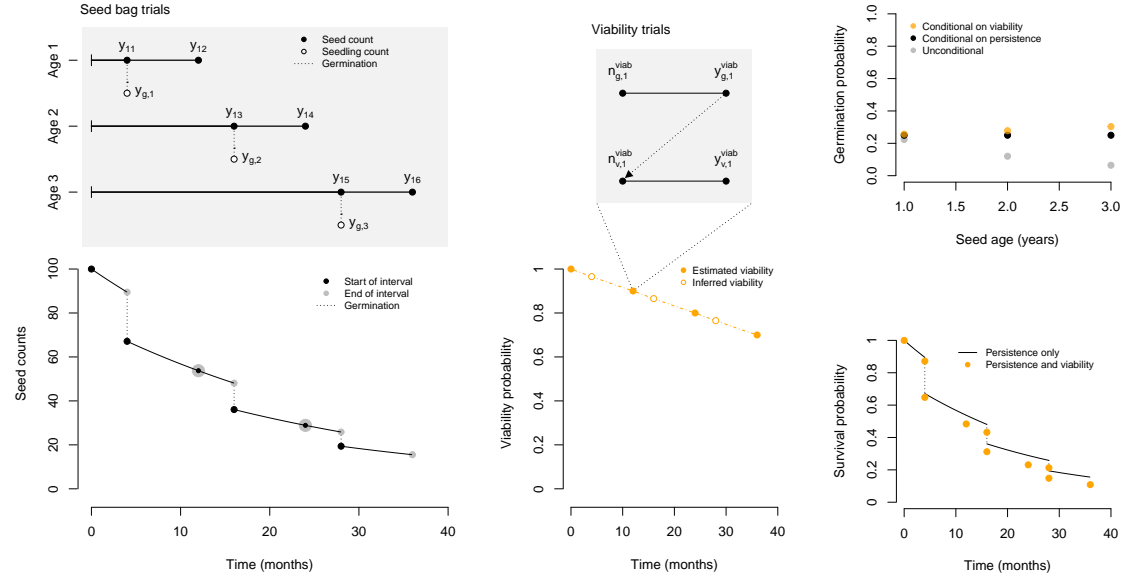 Seed bag trials
Age 1
Age 2
Age 3
y11 y12
yg,1
y13 y14
yg,2
y15 y16
yg,3
Seed count
Seedling count
Germination
100
80
60
40
20
0
Seed counts
Start of interval
End of interval
Germination
0 10 20 30 40
Time (months)
Viability trials
n viab g,1 y viab g,1
n viab v,1 y viab v,1
1
0.8
0.6
0.4
0.2
0
Viability probability
Estimated viability
Inferred viability
0 10 20 30 40
Time (months)
1.0
0.8
0.6
0.4
0.2
0.0
Germination probability
Conditional on viability
Conditional on persistence
Unconditional
1.0 1.5 2.0 2.5 3.0
Seed age (years)
1
0.8
0.6
0.4
0.2
0
Survival probability
Persistence only
Persistence and viability
0 10 20 30 40
Time (months)